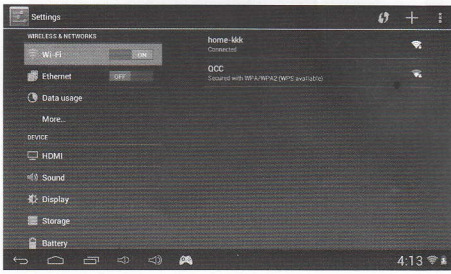 Settings
WIRELESS & NETWORKS
Wi-Fi ON
Ethernet OFF
Data usage
More...
DEVICE
HDMI
Sound
Display
Storage
Battery
home-kkk
Connected
QCC
Secured with WPA/WPA2 (WPS available)
4:13